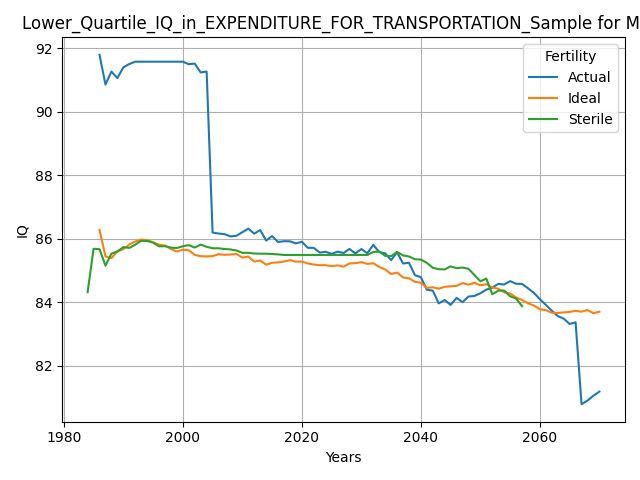 Lower_Quartile_IQ_in_EXPENDITURE_FOR_TRANSPORTATION_Sample for M
92
90
88
86
84
82
IQ
1980
2000
2020
2040
2060
Years
Fertility
Actual
Ideal
Sterile